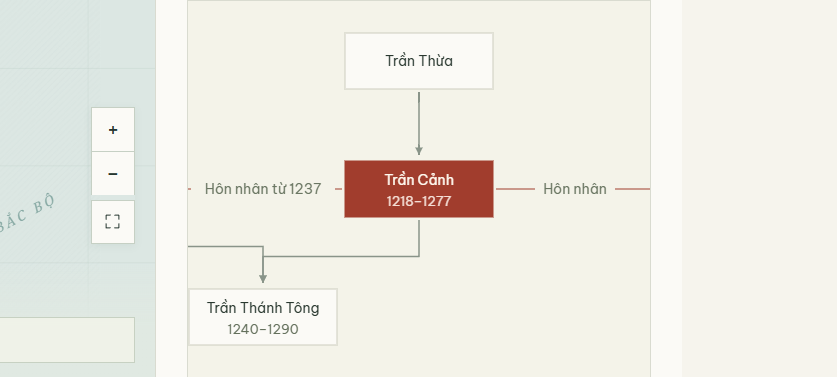 Trần Thừa
+
Hôn nhân từ 1237
Trần Cảnh
1218–1277
Hôn nhân
−
BẮC BỘ
Trần Thánh Tông
1240–1290